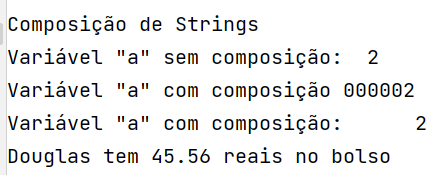 Composição de Strings
Variável "a" sem composição:  2
Variável "a" com composição 000002
Variável "a" com composição:      2
Douglas tem 45.56 reais no bolso